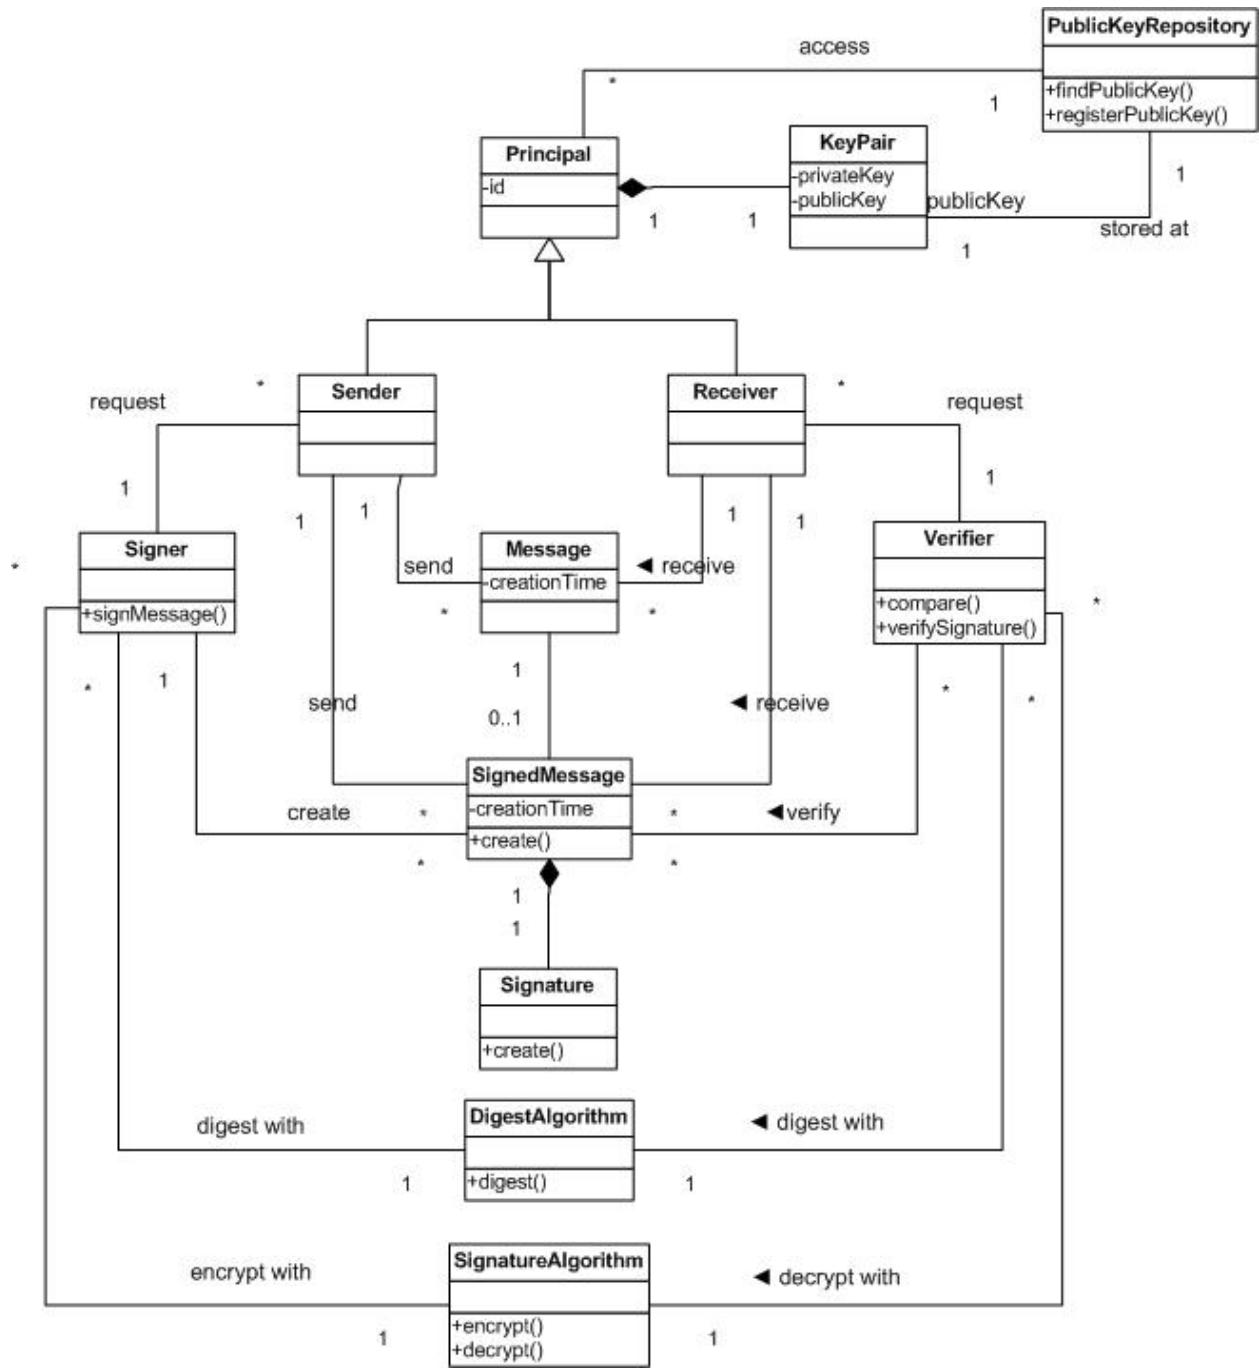 PublicKeyRepository
access
*
+findPublicKey()
1
+registerPublicKey()
KeyPair
Principal
-privateKey
-id
-publicKey
publicKey
1
1
1
stored at
1
Sender
Receiver
*
*
request
request
1
1
1
1
1
1
Signer
Message
Verifier
*
send
-creationTime
◄ receive
+signMessage()
*
*
+compare()
*
+verifySignature()
*
1
1
*
*
send
◄ receive
0..1
SignedMessage
-creationTime
create
*
*
◄verify
+create()
*
*
1
1
Signature
+create()
DigestAlgorithm
digest with
◄ digest with
+digest()
1
1
SignatureAlgorithm
encrypt with
◄ decrypt with
+encrypt()
1
1
+decrypt()